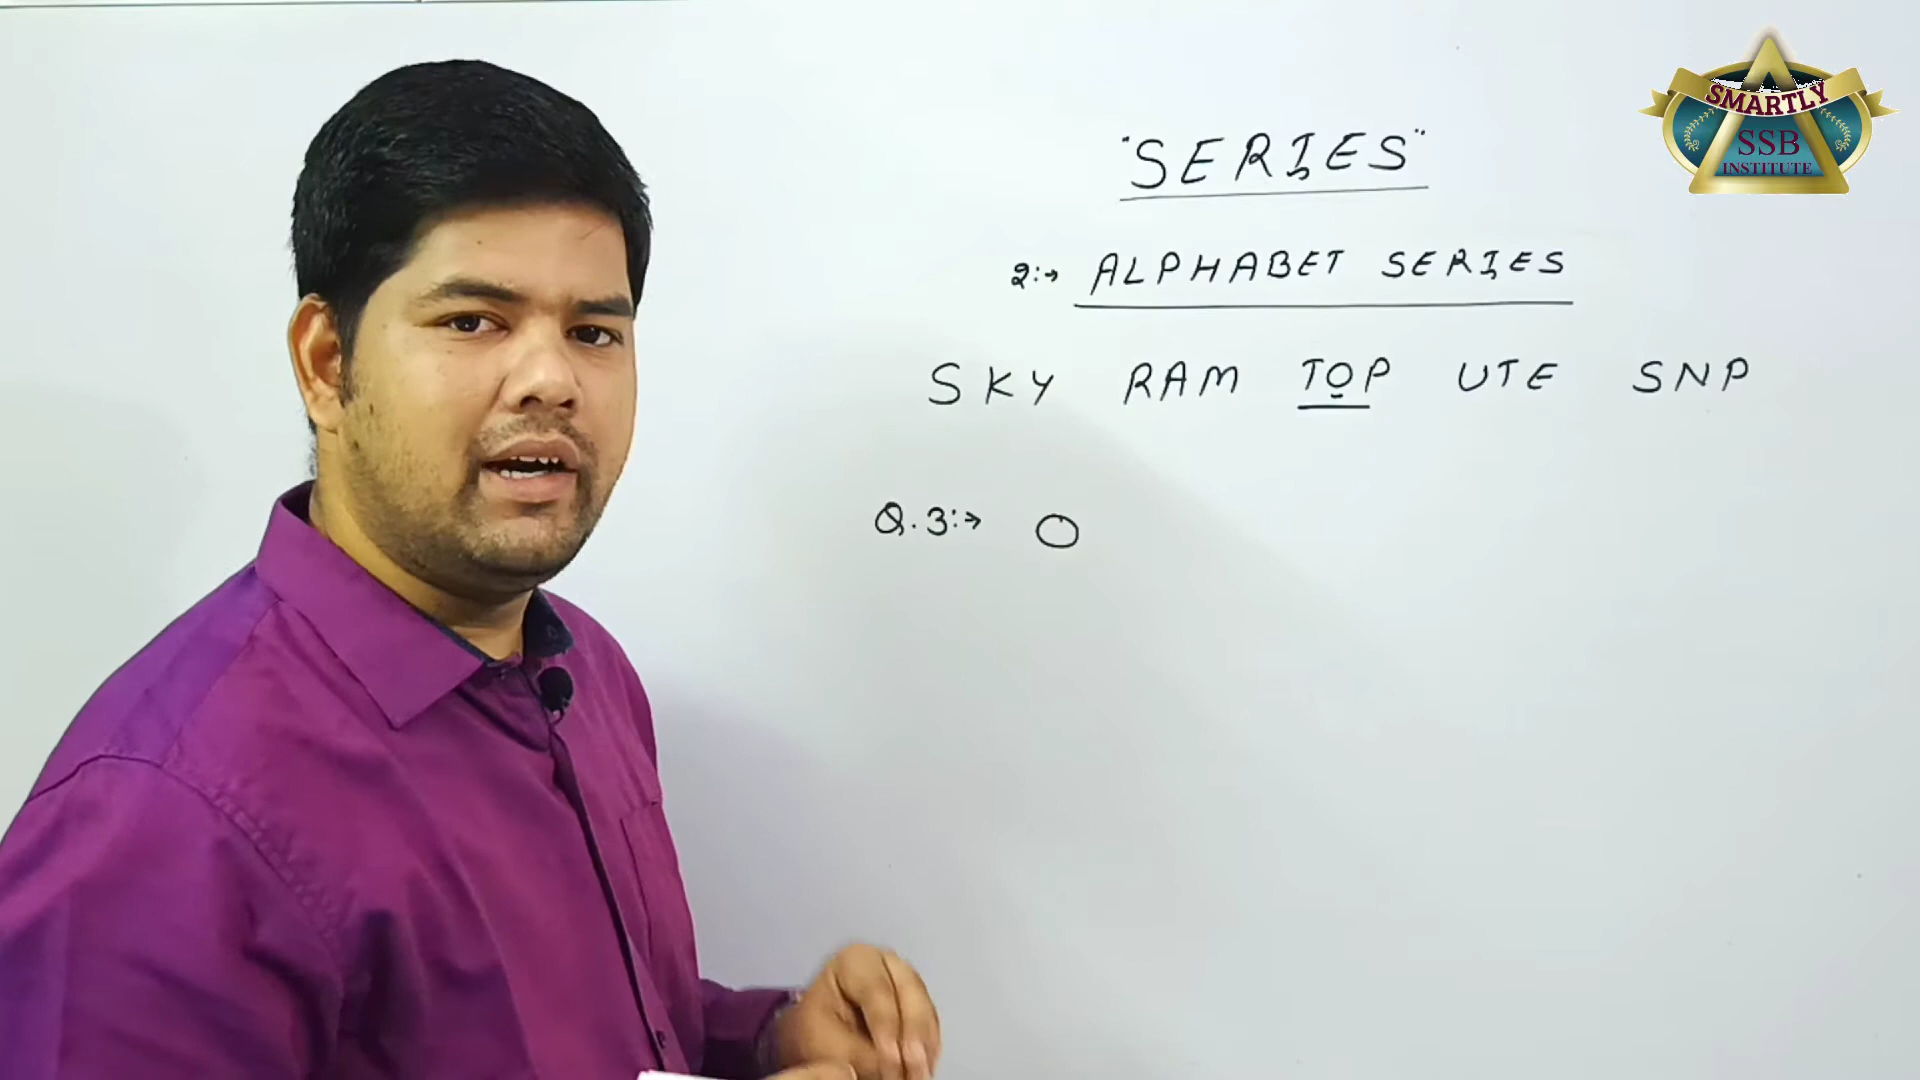 SMARTLY
SSB
INSTITUTE
"SERIES"
2:→ ALPHABET SERIES
SKY RAM TOP UTE SNP
Q.3:→ O